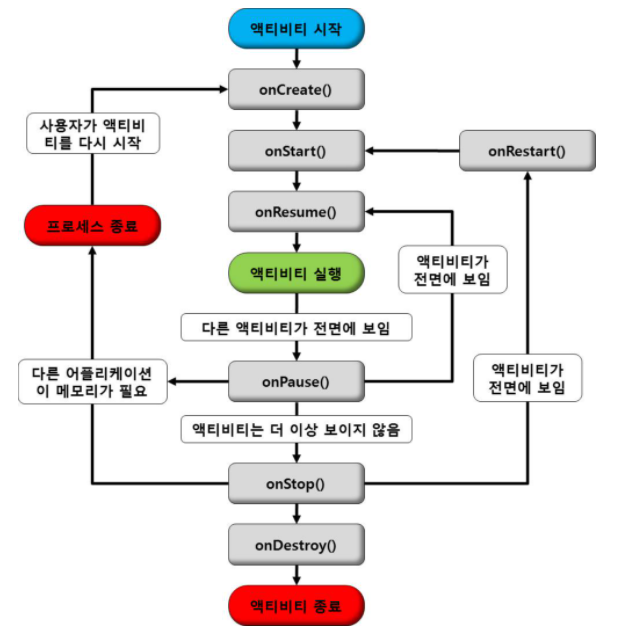 액티비티 시작
onCreate()
사용자가 액티비
티를 다시 시작
onStart()
onRestart()
onResume()
프로세스 종료
액티비티 실행
액티비티가
전면에 보임
다른 액티비티가 전면에 보임
다른 어플리케이션
이 메모리가 필요
onPause()
액티비티가
전면에 보임
액티비티는 더 이상 보이지 않음
onStop()
onDestroy()
액티비티 종료